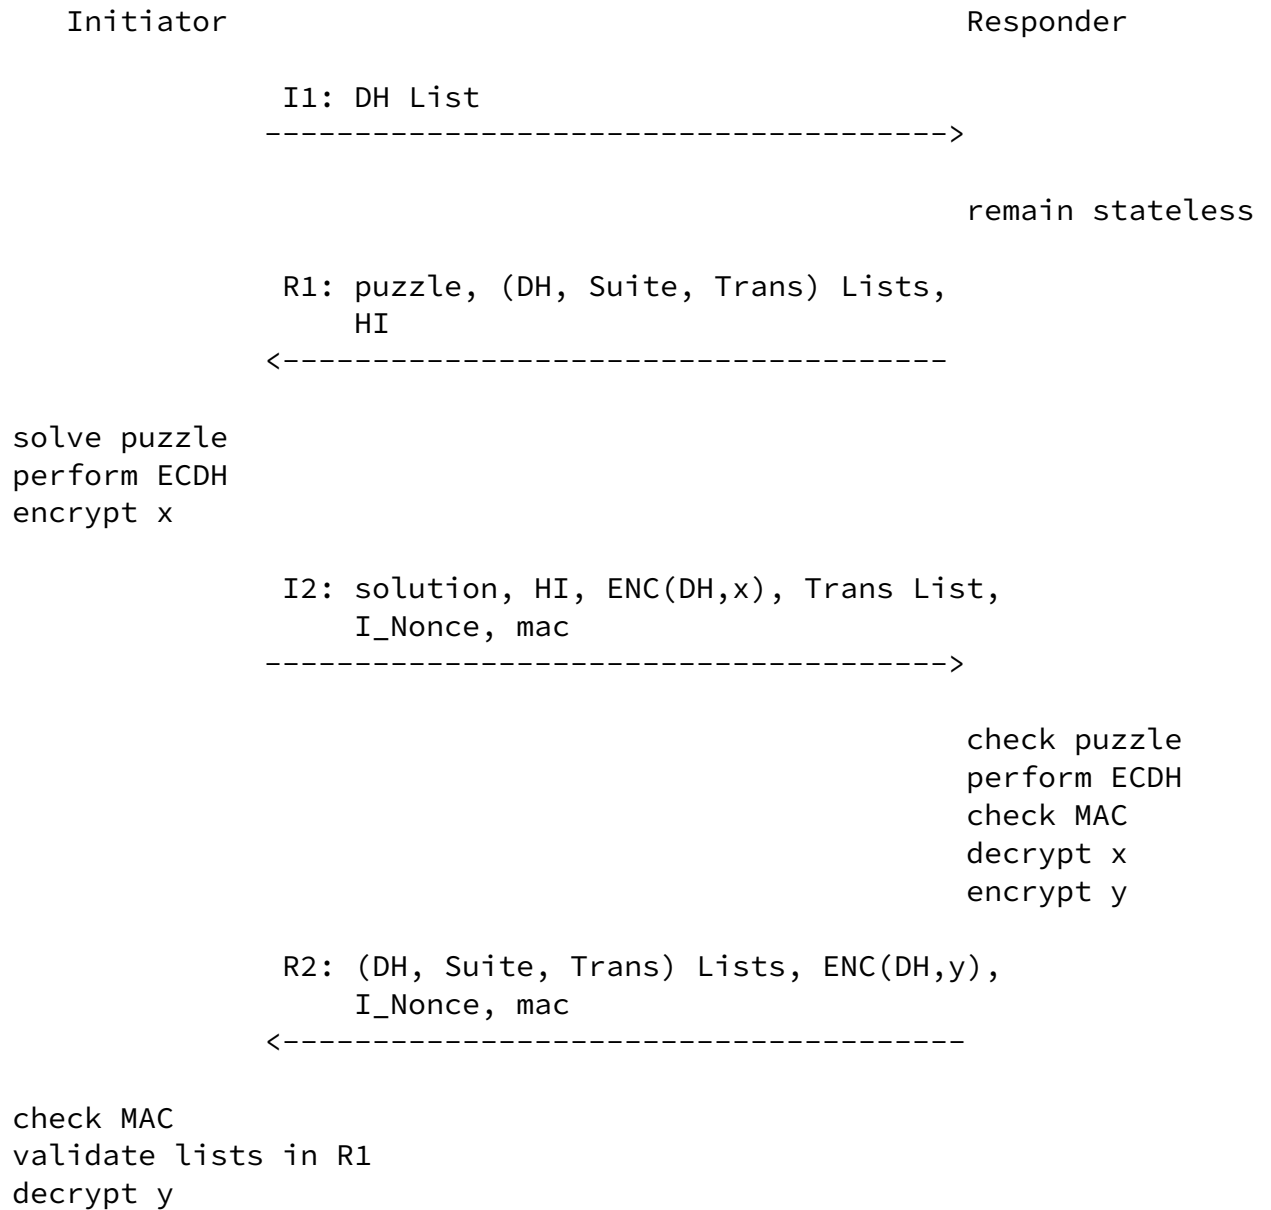 Initiator                                         Responder
I1: DH List
-------------------------------------->
remain stateless
R1: puzzle, (DH, Suite, Trans) Lists,
HI
<-------------------------------------
solve puzzle
perform ECDH
encrypt x
I2: solution, HI, ENC(DH,x), Trans List,
I_Nonce, mac
-------------------------------------->
check puzzle
perform ECDH
check MAC
decrypt x
encrypt y
R2: (DH, Suite, Trans) Lists, ENC(DH,y),
I_Nonce, mac
<--------------------------------------
check MAC
validate lists in R1
decrypt y